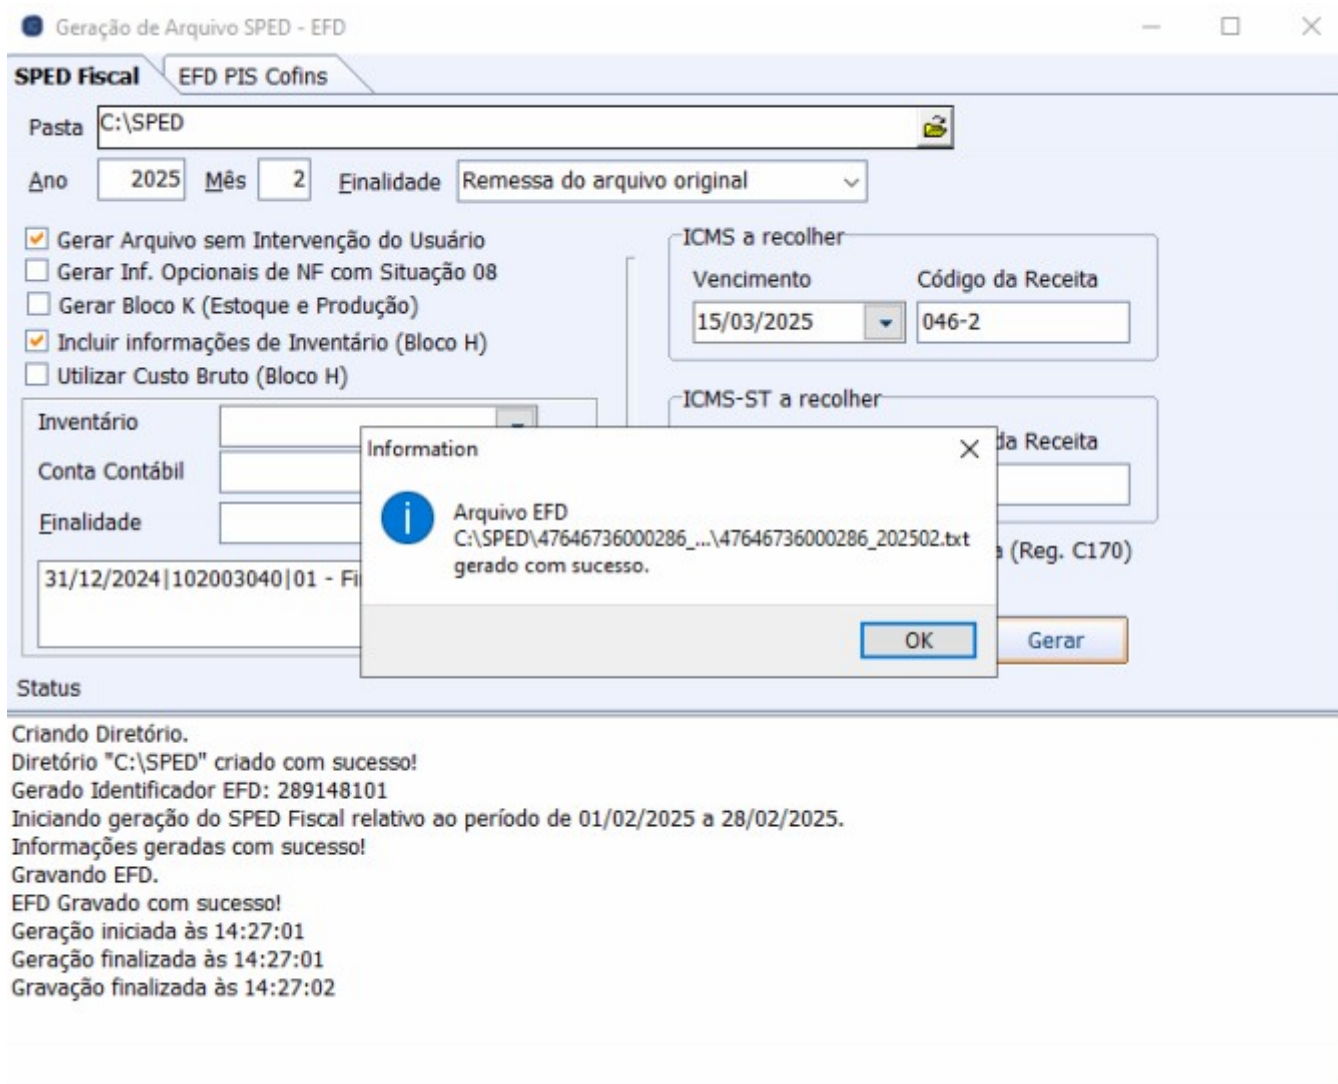 Geração de Arquivo SPED - EFD
SPED Fiscal EFD PIS Cofins
Pasta C:\SPED
Ano 2025 Mês 2 Finalidade Remessa do arquivo original
Gerar Arquivo sem Intervenção do Usuário
Gerar Inf. Opcionais de NF com Situação 08
Gerar Bloco K (Estoque e Produção)
Incluir informações de Inventário (Bloco H)
Utilizar Custo Bruto (Bloco H)
ICMS a recolher
Vencimento Código da Receita
15/03/2025 046-2
ICMS-ST a recolher
da Receita
Inventário
Conta Contábil
Finalidade
31/12/2024|102003040|01 - Fi
(Reg. C170)
Information
Arquivo EFD
C:\SPED\47646736000286_...\47646736000286_202502.txt
gerado com sucesso.
OK
Gerar
Status
Criando Diretório.
Diretório "C:\SPED" criado com sucesso!
Gerado Identificador EFD: 289148101
Iniciando geração do SPED Fiscal relativo ao período de 01/02/2025 a 28/02/2025.
Informações geradas com sucesso!
Gravando EFD.
EFD Gravado com sucesso!
Geração iniciada às 14:27:01
Geração finalizada às 14:27:01
Gravação finalizada às 14:27:02